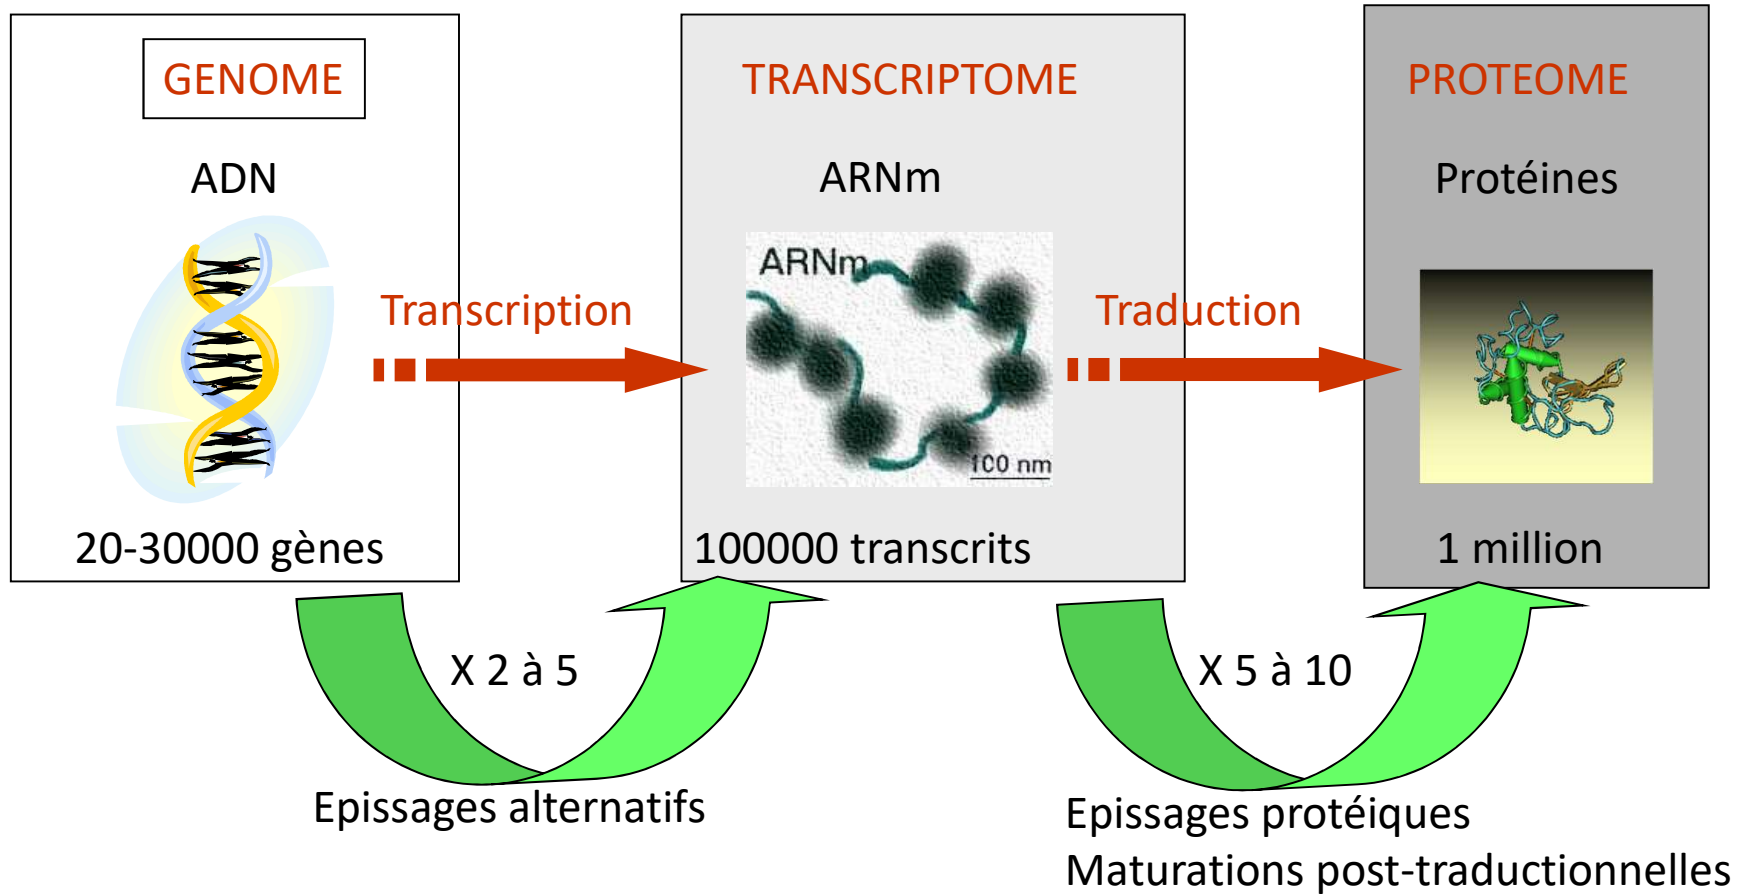 GENOME
TRANSCRIPTOME
PROTEOME
ADN
ARNm
Protéines
ARNm
Transcription
Traduction
100 nm
20-30000 gènes
100000 transcrits
1 million
X 2 à 5
X 5 à 10
Epissages alternatifs
Epissages protéiques
Maturations post-traductionnelles